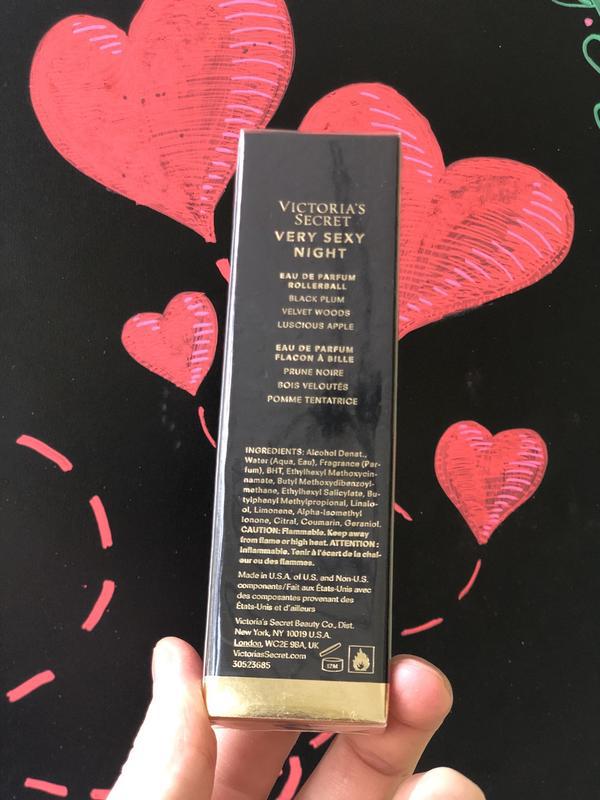 VICTORIA'S
SECRET
VERY SEXY
NIGHT
EAU DE PARFUM
ROLLERBALL
BLACK PLUM
VELVET WOODS
LUSCIOUS APPLE
EAU DE PARFUM
FLACON À BILLE
PRUNE NOIRE
BOIS VELOUTÉS
POMME TENTATRICE
INGREDIENTS: Alcohol Denat.,
Water (Aqua, Eau), Fragrance (Par-
fum), BHT, Ethylhexyl Methoxycin-
namate, Butyl Methoxydibenzoyl-
methane, Ethylhexyl Salicylate, Bu-
tylphenyl Methylpropional, Linalo-
ol, Limonene, Alpha-Isomethyl
Ionone, Citral, Coumarin, Geraniol.
CAUTION: Flammable. Keep away
from flame or high heat. ATTENTION :
Inflammable. Tenir à l'écart de la chal-
eur ou des flammes.
Made in U.S.A. of U.S. and Non-U.S.
components/Fait aux États-Unis avec
des composantes provenant des
États-Unis et d'ailleurs
Victoria's Secret Beauty Co., Dist.
New York, NY 10019 U.S.A.
London, WC2E 9BA, UK
VictoriasSecret.com
30523685
12M